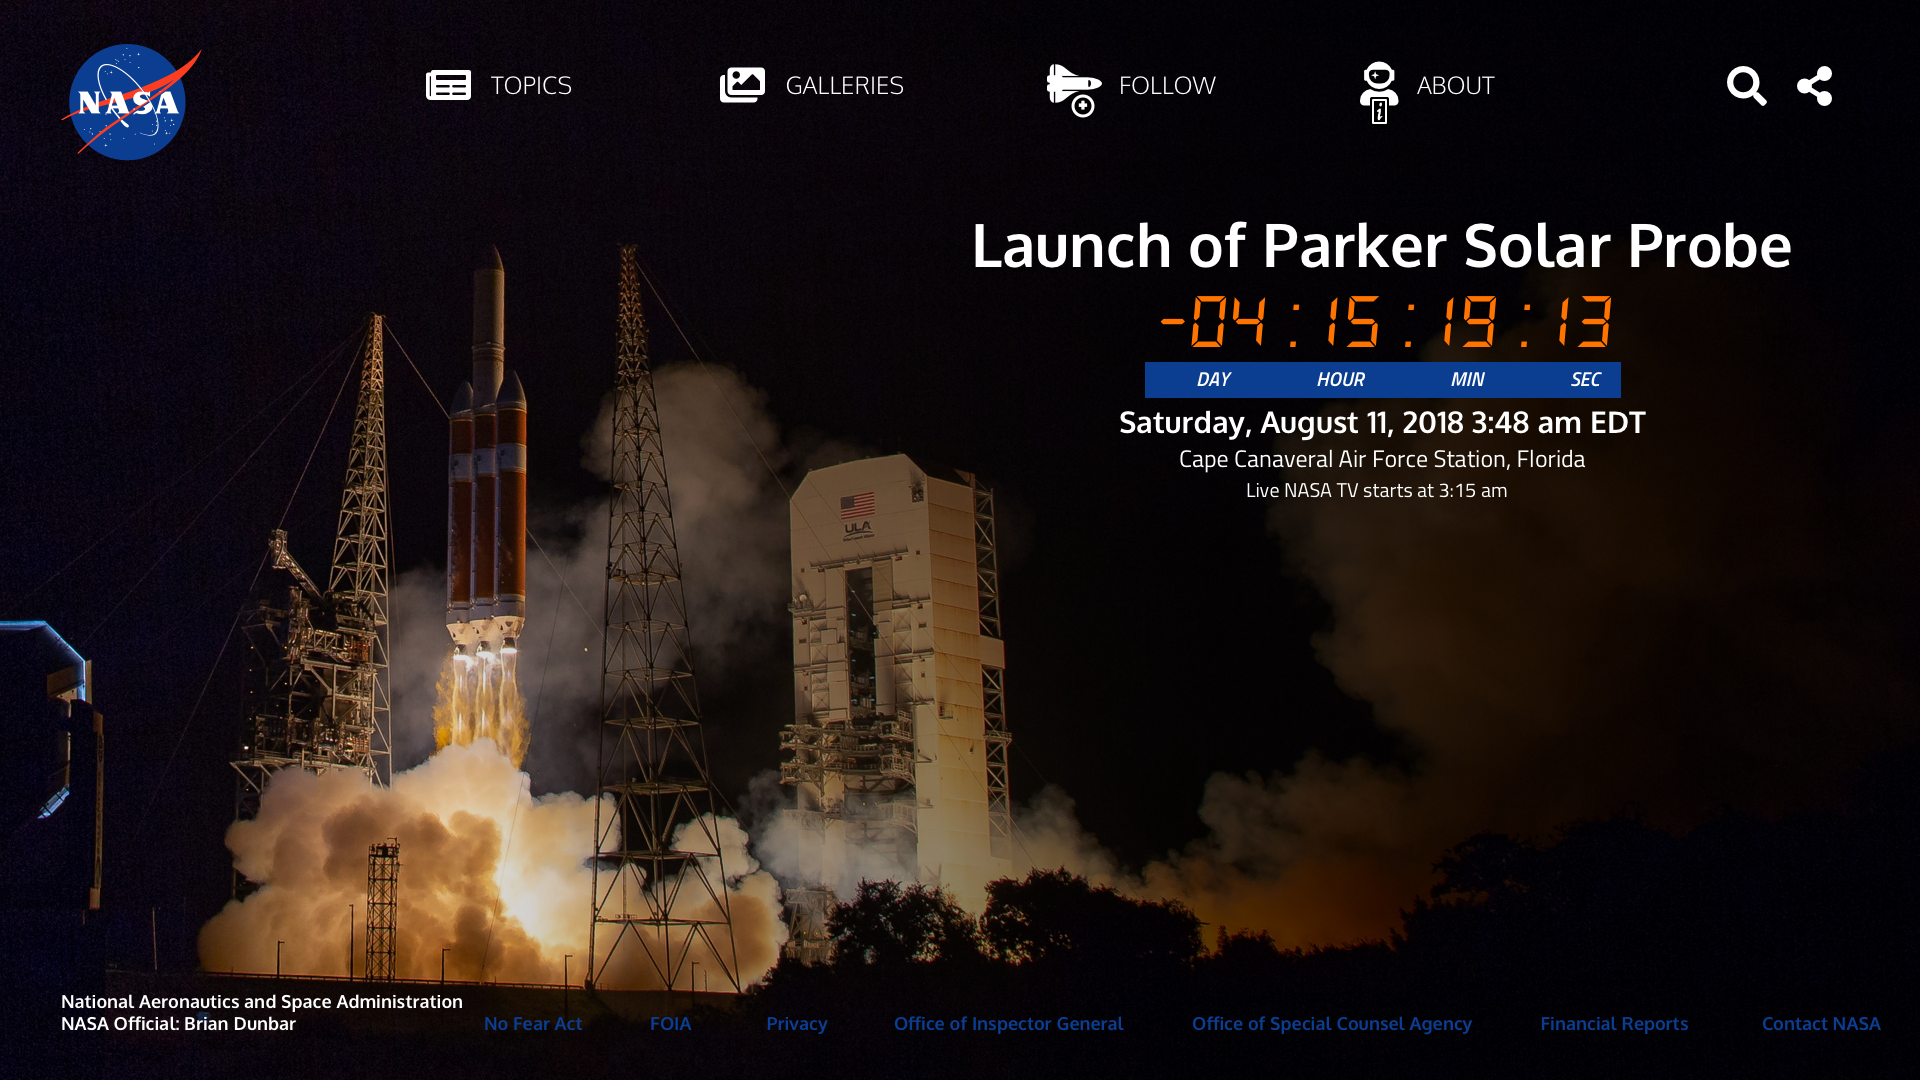 NASA
TOPICS
GALLERIES
FOLLOW
ABOUT
Launch of Parker Solar Probe
-04:15:19:13
DAY HOUR MIN SEC
Saturday, August 11, 2018 3:48 am EDT
Cape Canaveral Air Force Station, Florida
Live NASA TV starts at 3:15 am
ULA
National Aeronautics and Space Administration
NASA Official: Brian Dunbar
No Fear Act
FOIA
Privacy
Office of Inspector General
Office of Special Counsel Agency
Financial Reports
Contact NASA